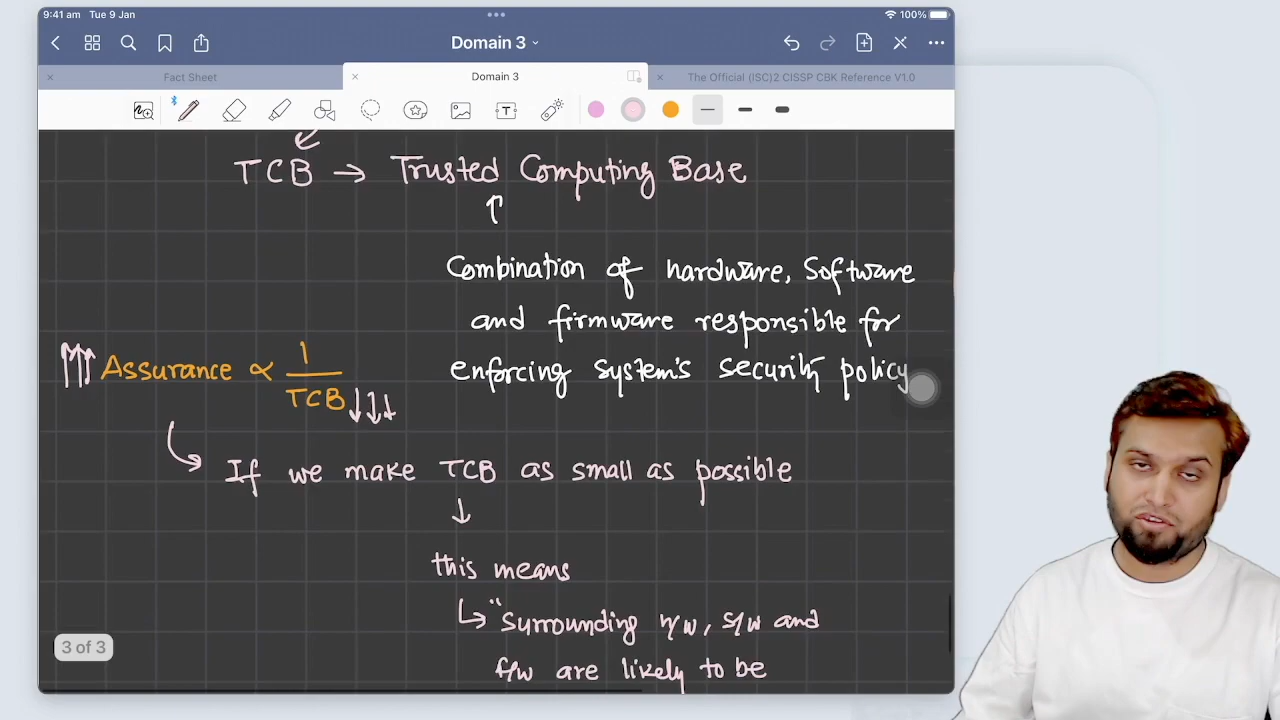 9:41 am Tue 9 Jan
100%
Domain 3
Fact Sheet
Domain 3
The Official (ISC)2 CISSP CBK Reference V1.0
TCB → Trusted Computing Base
Combination of hardware, Software
and firmware responsible for
enforcing system's security policy
Assurance ∝ 1/TCB
If we make TCB as small as possible
this means
"Surrounding h/w, s/w and
f/w are likely to be
3 of 3